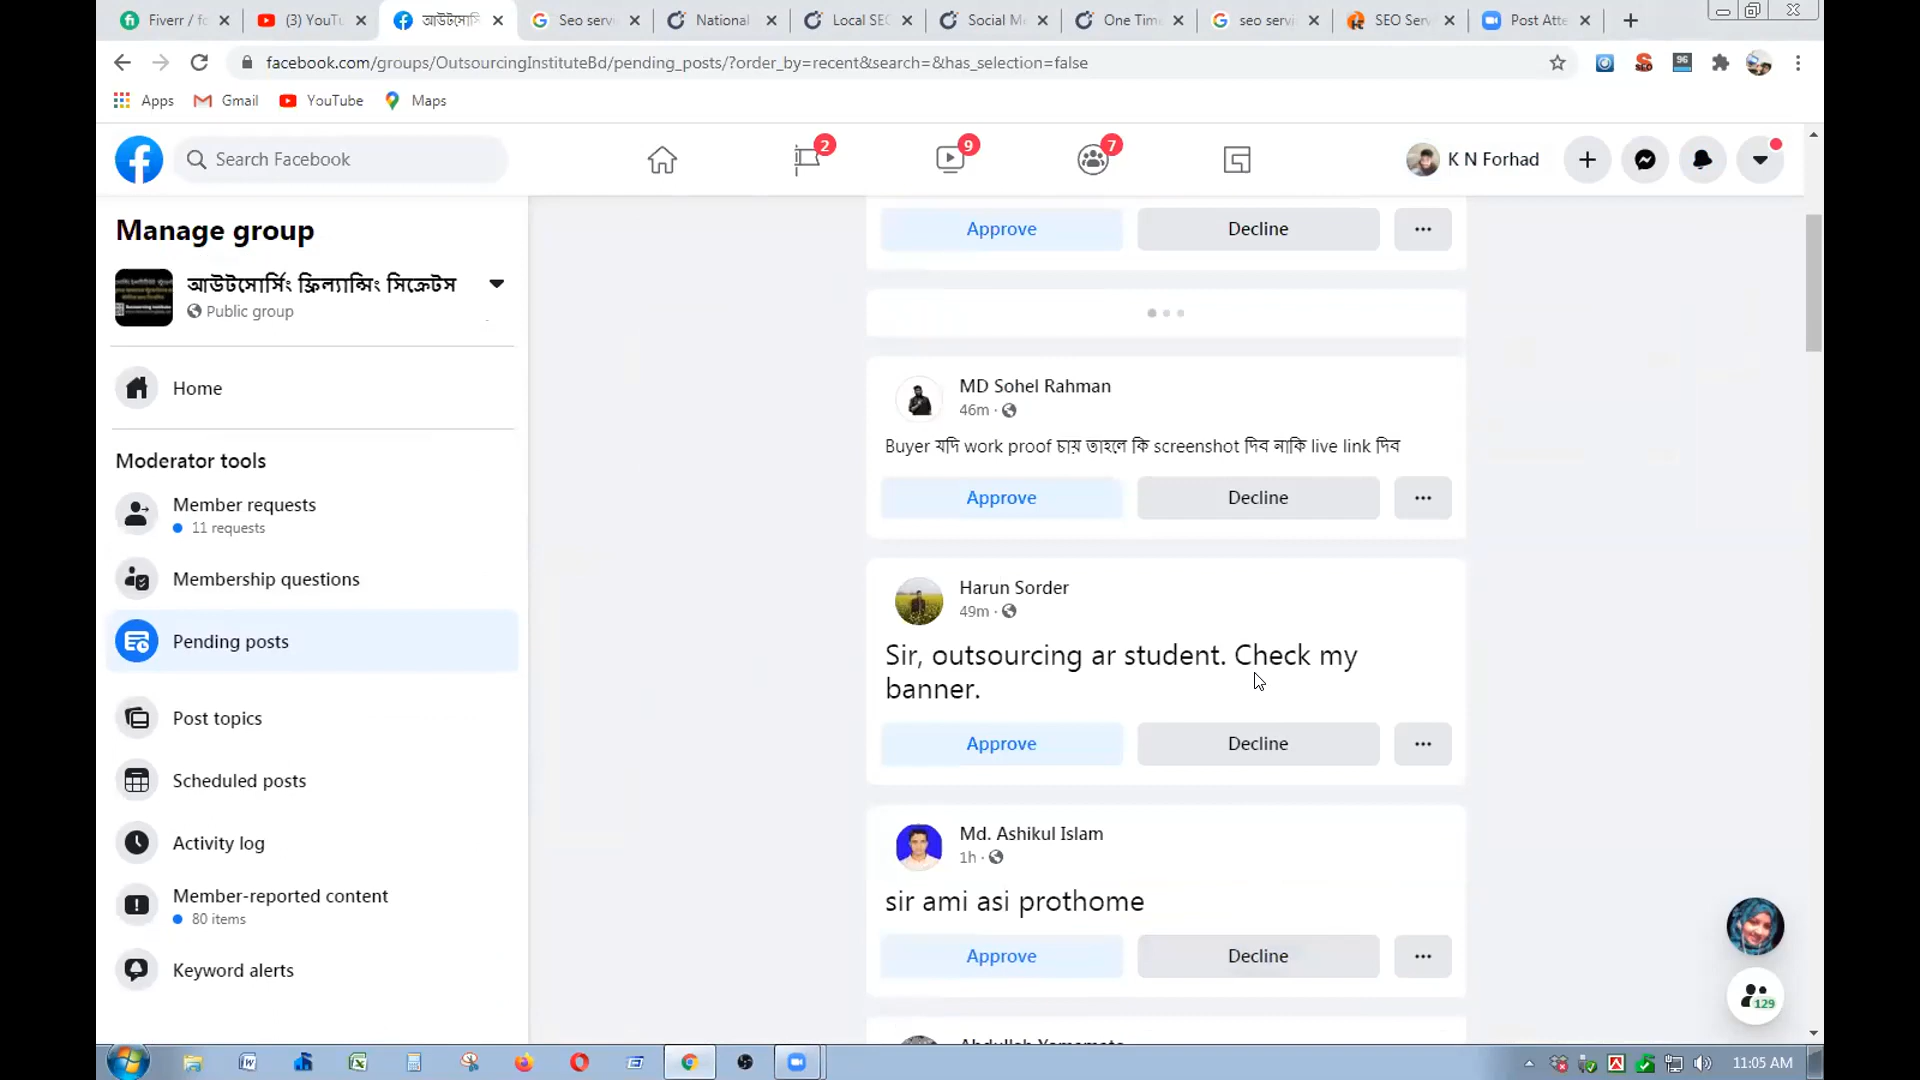 Fiverr / fo
(3) YouTu
আউটসোর্সি
Seo servi
National
Local SEC
Social M
One Tim
seo servi
SEO Serv
Post Atte
facebook.com/groups/OutsourcingInstituteBd/pending_posts/?order_by=recent&search=&has_selection=false
96
Apps
Gmail
YouTube
Maps
Search Facebook
2
9
7
K N Forhad
Manage group
আউটসোর্সিং ফ্রিল্যান্সিং সিক্রেটস
Public group
Home
Moderator tools
Member requests
11 requests
Membership questions
Pending posts
Post topics
Scheduled posts
Activity log
Member-reported content
80 items
Keyword alerts
Approve
Decline
MD Sohel Rahman
46m
Buyer যদি work proof চায় তাহলে কি screenshot দিব নাকি live link দিব
Approve
Decline
Harun Sorder
49m
Sir, outsourcing ar student. Check my
banner.
Approve
Decline
Md. Ashikul Islam
1h
sir ami asi prothome
Approve
Decline
129
11:05 AM